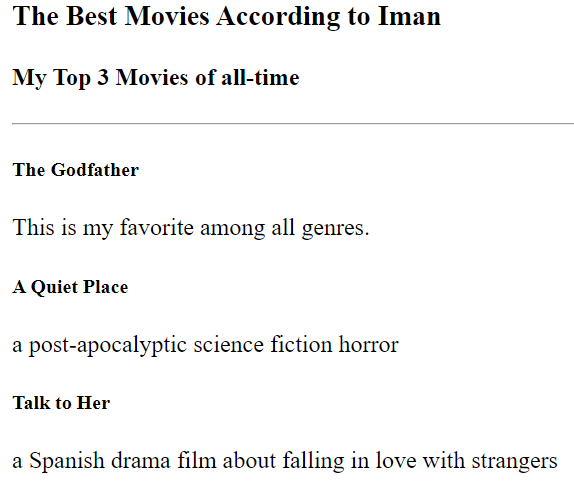 The Best Movies According to Iman
My Top 3 Movies of all-time
The Godfather
This is my favorite among all genres.
A Quiet Place
a post-apocalyptic science fiction horror
Talk to Her
a Spanish drama film about falling in love with strangers